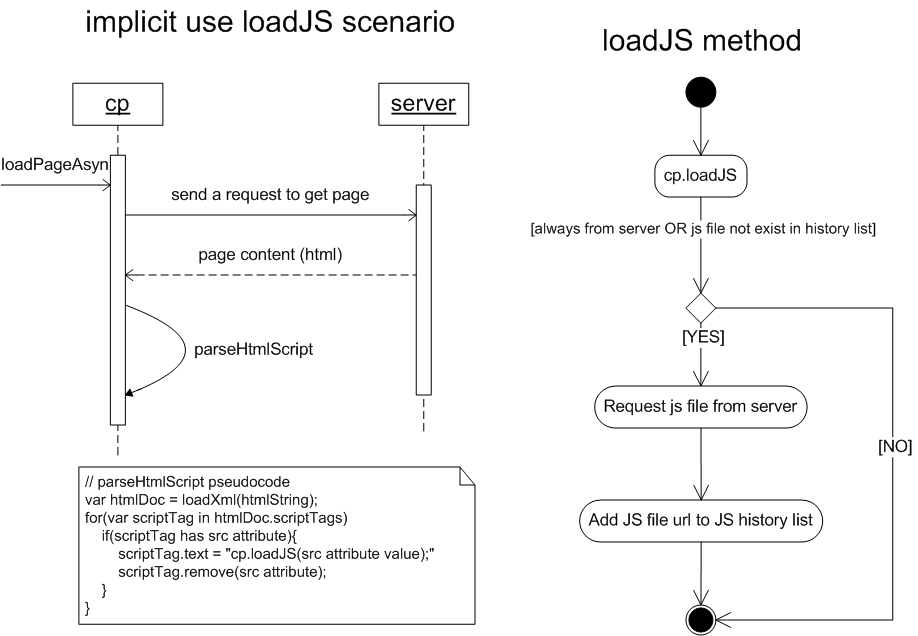 implicit use loadJS scenario
cp
server
loadPageAsyn
send a request to get page
page content (html)
parseHtmlScript
// parseHtmlScript pseudocode
var htmlDoc = loadXml(htmlString);
for(var scriptTag in htmlDoc.scriptTags)
if(scriptTag has src attribute){
scriptTag.text = "cp.loadJS(src attribute value);"
scriptTag.remove(src attribute);
}
}
loadJS method
cp.loadJS
[always from server OR js file not exist in history list]
[YES]
Request js file from server
[NO]
Add JS file url to JS history list